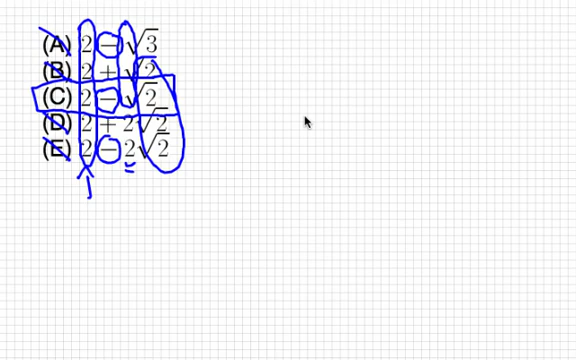 (A) 2 − √3
(B) 2 + √2
(C) 2 − √2
(D) 2 + 2√2
(E) 2 − 2√2